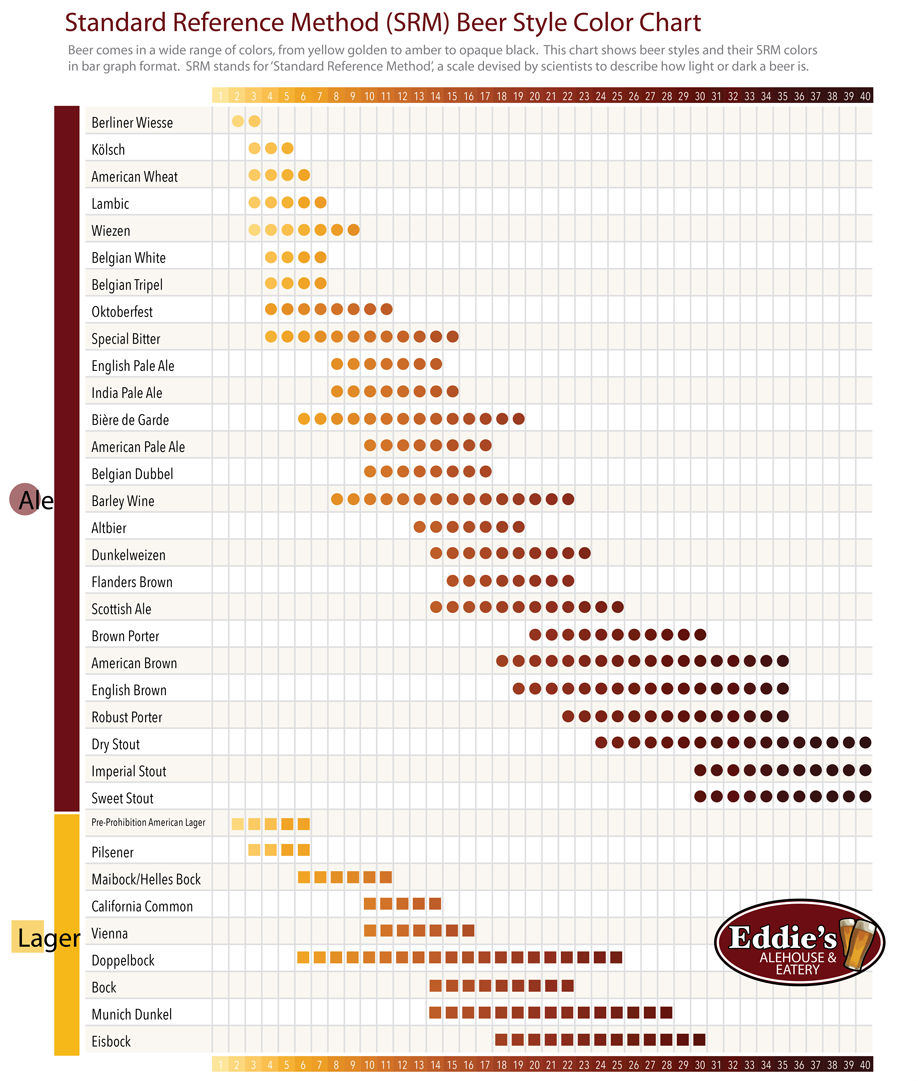 Standard Reference Method (SRM) Beer Style Color Chart
Beer comes in a wide range of colors, from yellow golden to amber to opaque black. This chart shows beer styles and their SRM colors
in bar graph format. SRM stands for 'Standard Reference Method', a scale devised by scientists to describe how light or dark a beer is.
1 2 3 4 5 6 7 8 9 10 11 12 13 14 15 16 17 18 19 20 21 22 23 24 25 26 27 28 29 30 31 32 33 34 35 36 37 38 39 40
Ale
Berliner Wiesse
Kölsch
American Wheat
Lambic
Wiezen
Belgian White
Belgian Tripel
Oktoberfest
Special Bitter
English Pale Ale
India Pale Ale
Bière de Garde
American Pale Ale
Belgian Dubbel
Barley Wine
Altbier
Dunkelweizen
Flanders Brown
Scottish Ale
Brown Porter
American Brown
English Brown
Robust Porter
Dry Stout
Imperial Stout
Sweet Stout
Lager
Pre-Prohibition American Lager
Pilsener
Maibock/Helles Bock
California Common
Vienna
Doppelbock
Bock
Munich Dunkel
Eisbock
Eddie's
ALEHOUSE &
EATERY
1 2 3 4 5 6 7 8 9 10 11 12 13 14 15 16 17 18 19 20 21 22 23 24 25 26 27 28 29 30 31 32 33 34 35 36 37 38 39 40